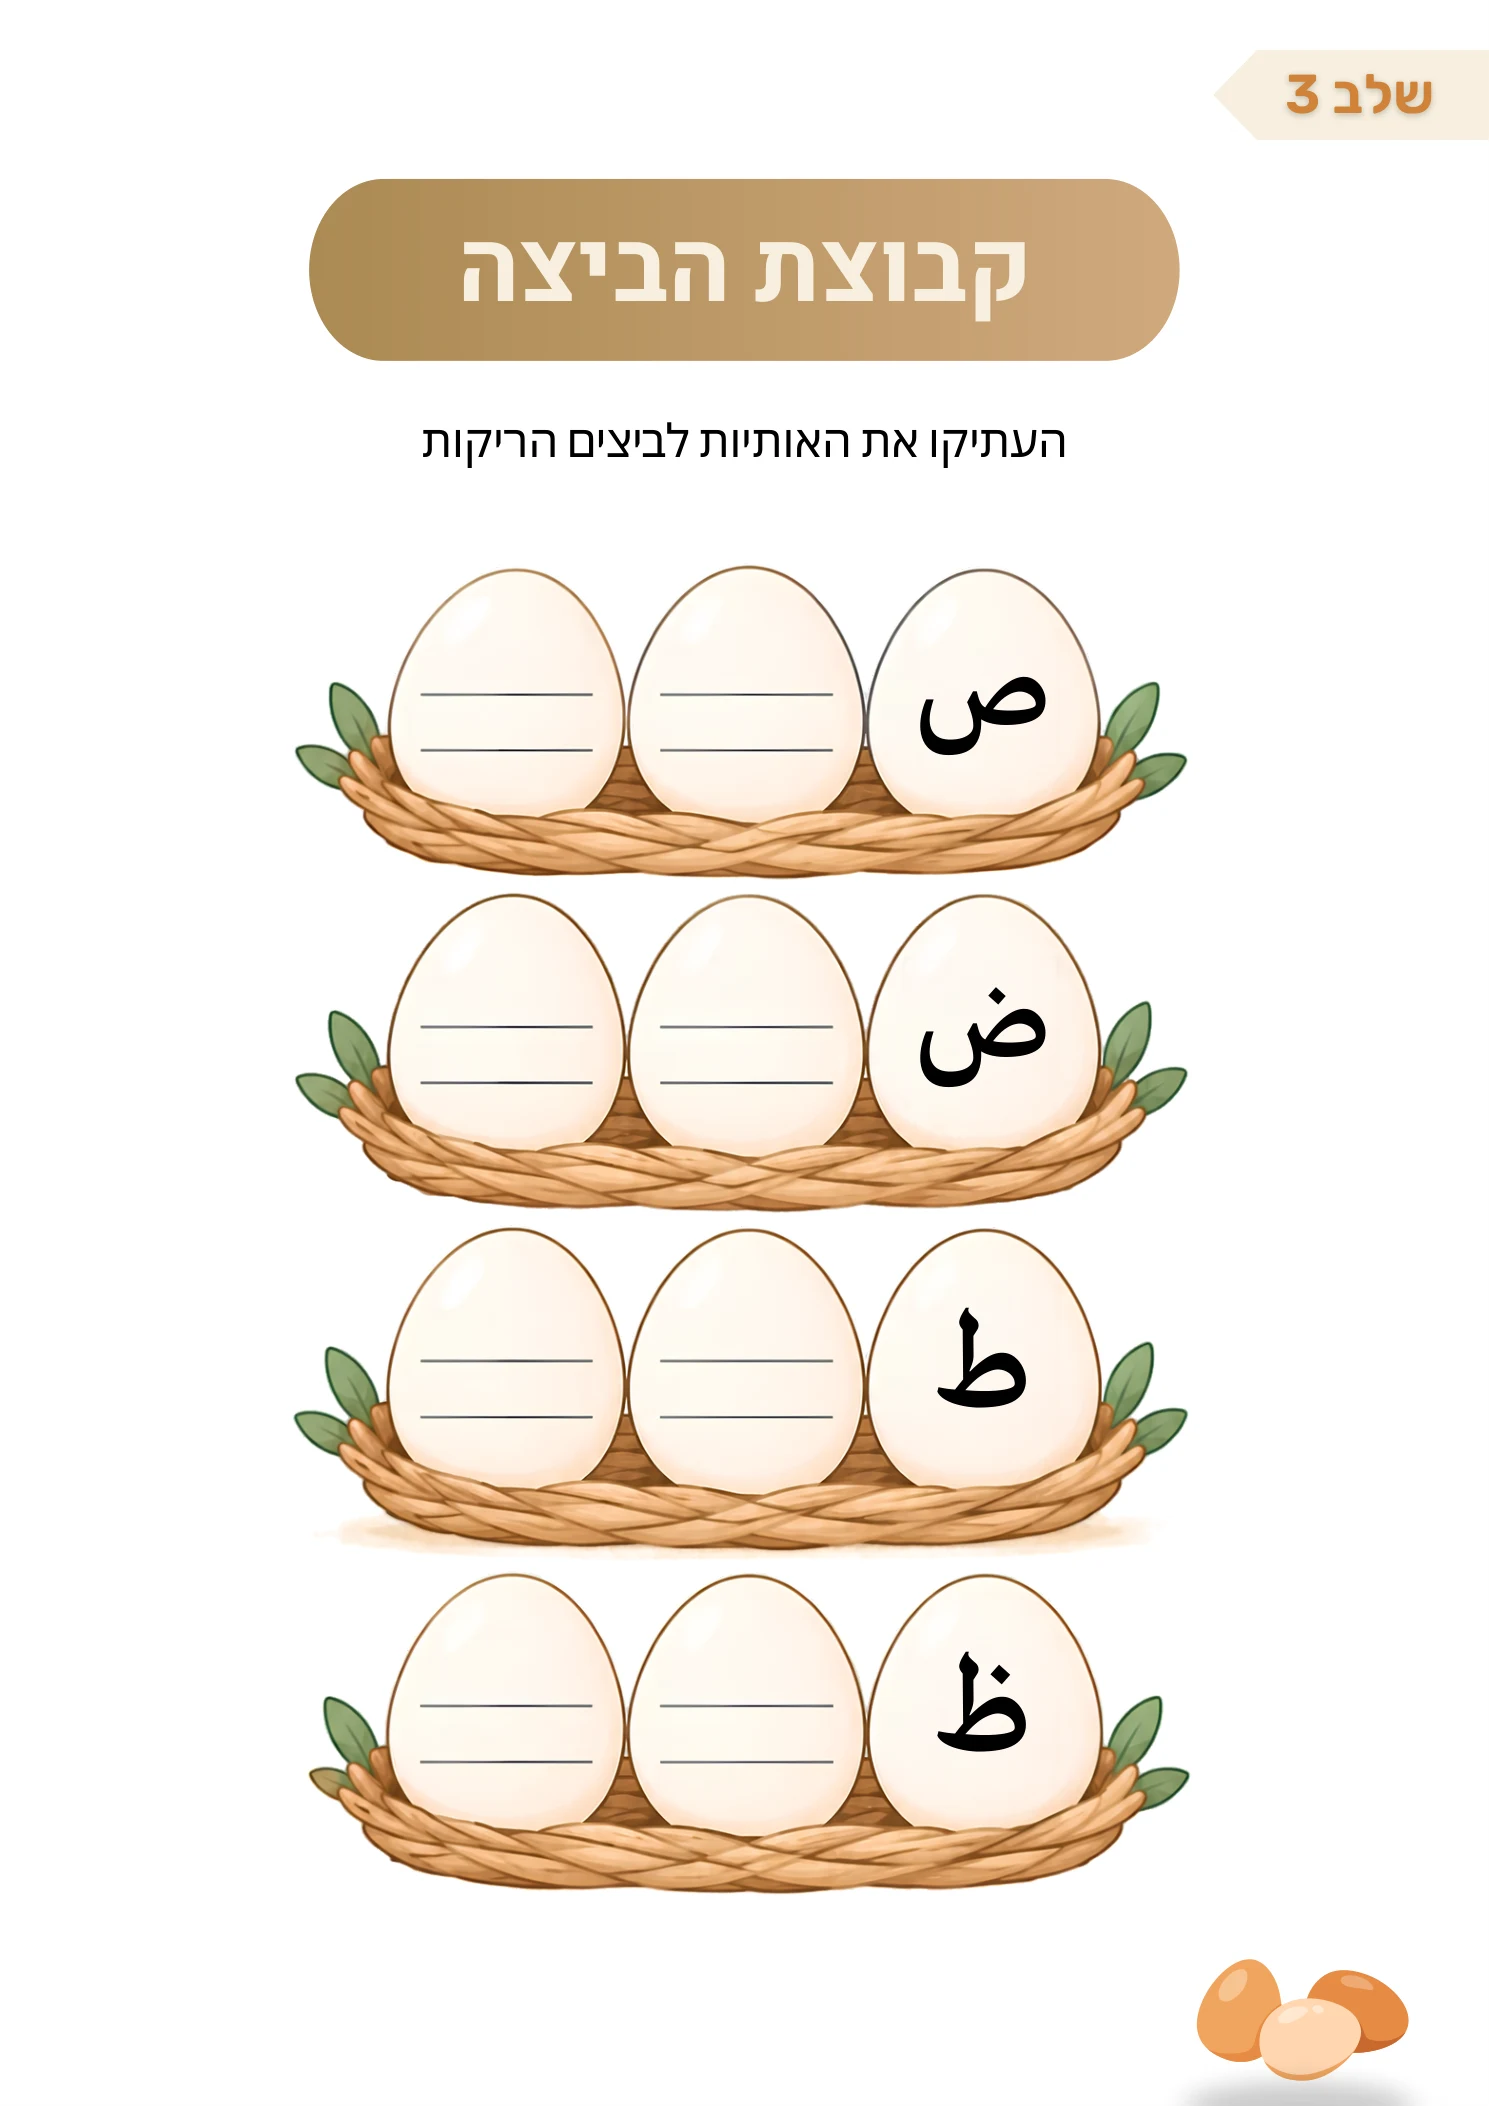 שלב 3
קבוצת הביצה
העתיקו את האותיות לביצים הריקות
ص
ض
ط
ظ